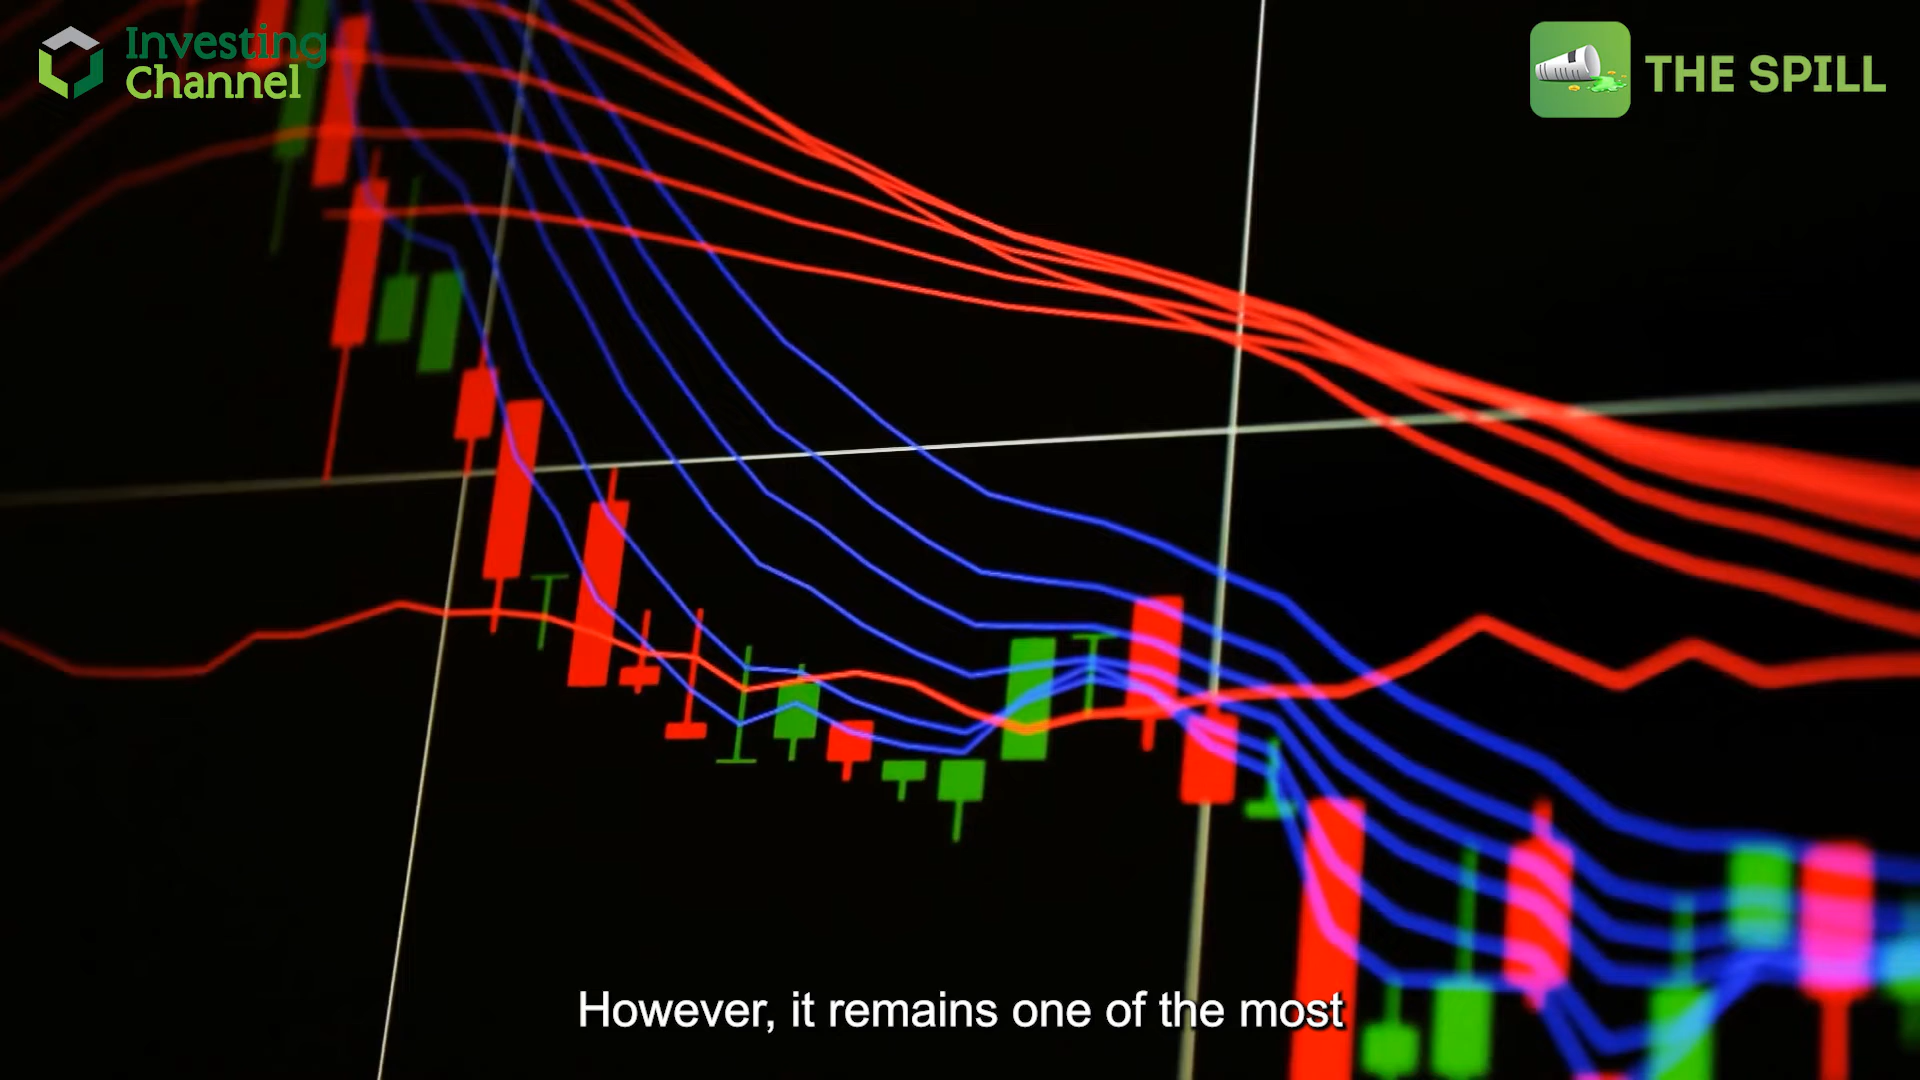 Investing
Channel
THE SPILL
However, it remains one of the most